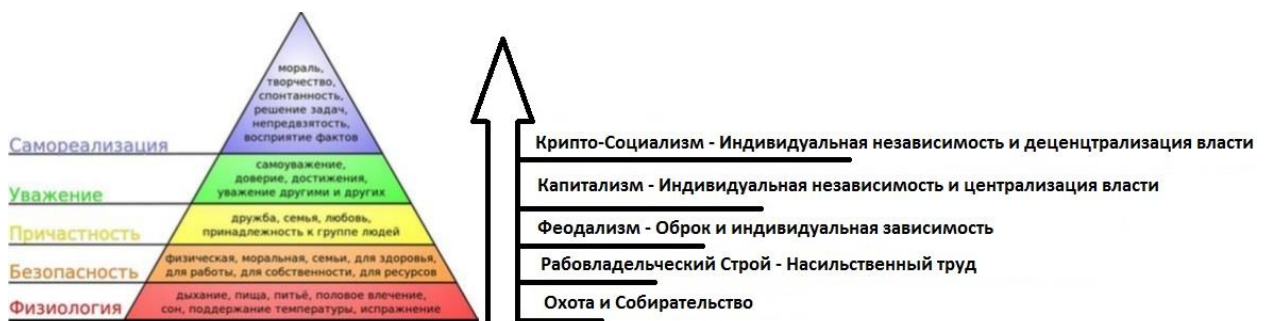 мораль,
творчество,
спонтанность,
решение задач,
непредвзятость,
восприятие фактов
Самореализация
самоуважение,
доверие, достижения,
уважение другими и других
Уважение
дружба, семья, любовь,
принадлежность к группе людей
Причастность
физическая, моральная, семьи, для здоровья,
для работы, для собственности, для ресурсов
Безопасность
дыхание, пища, питьё, половое влечение,
сон, поддержание температуры, испражнение
Физиология
Крипто-Социализм - Индивидуальная независимость и деценцтрализация власти
Капитализм - Индивидуальная независимость и централизация власти
Феодализм - Оброк и индивидуальная зависимость
Рабовладельческий Строй - Насильственный труд
Охота и Собирательство